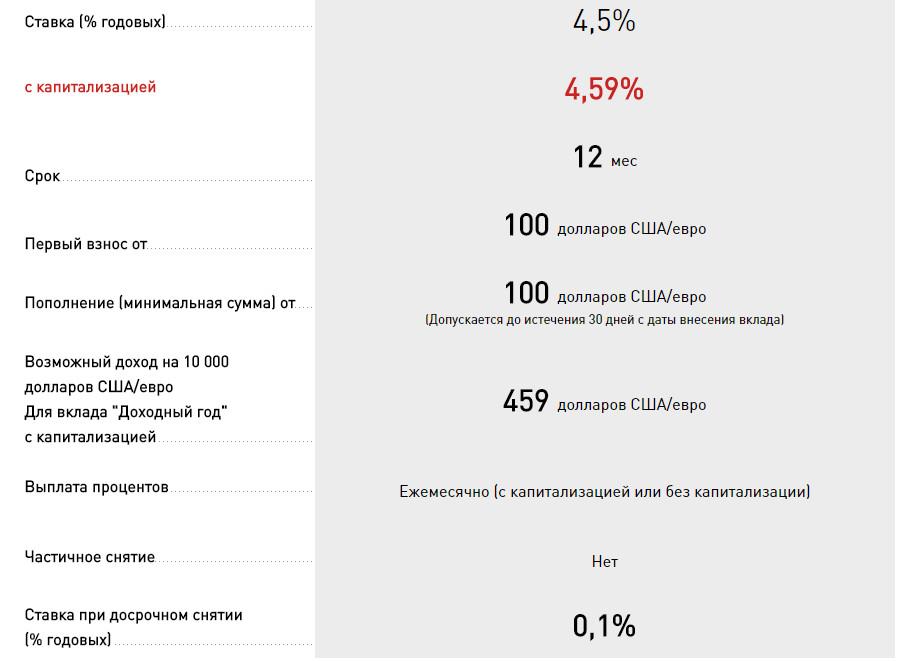 Ставка (% годовых) 4,5%
с капитализацией 4,59%
Срок 12 мес
Первый взнос от 100 долларов США/евро
Пополнение (минимальная сумма) от 100 долларов США/евро
(Допускается до истечения 30 дней с даты внесения вклада)
Возможный доход на 10 000
долларов США/евро
Для вклада "Доходный год"
с капитализацией 459 долларов США/евро
Выплата процентов Ежемесячно (с капитализацией или без капитализации)
Частичное снятие Нет
Ставка при досрочном снятии
(% годовых) 0,1%